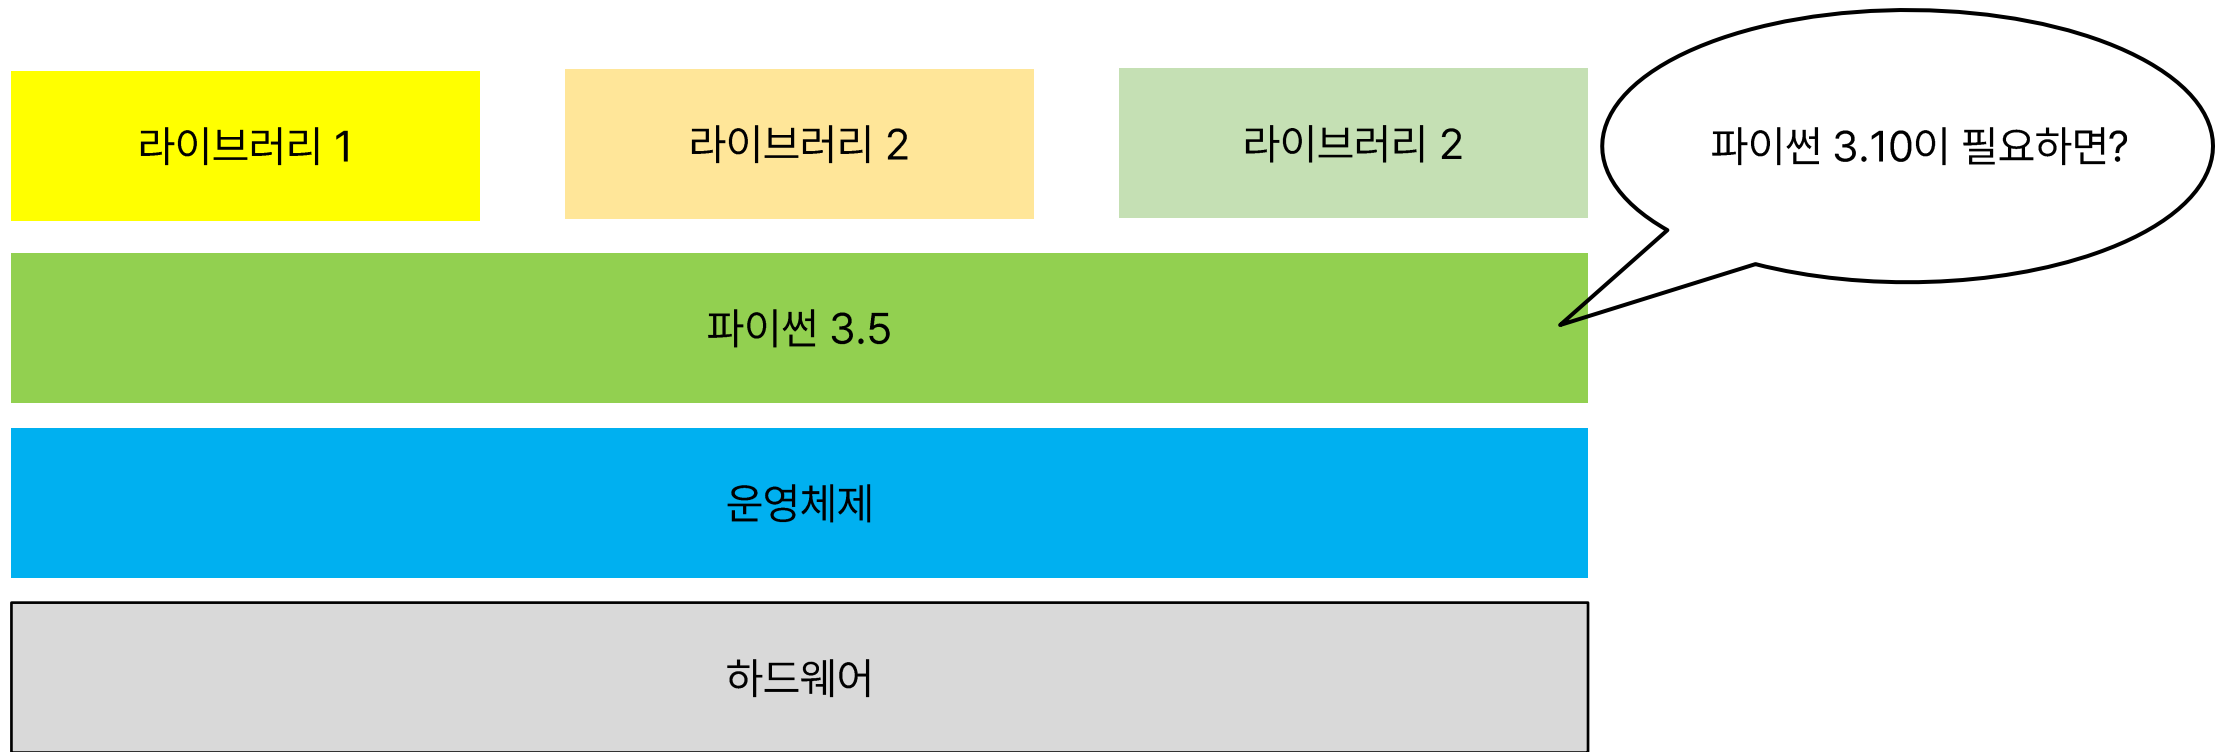 라이브러리 1
라이브러리 2
라이브러리 2
파이썬 3.10이 필요하면?
파이썬 3.5
운영체제
하드웨어